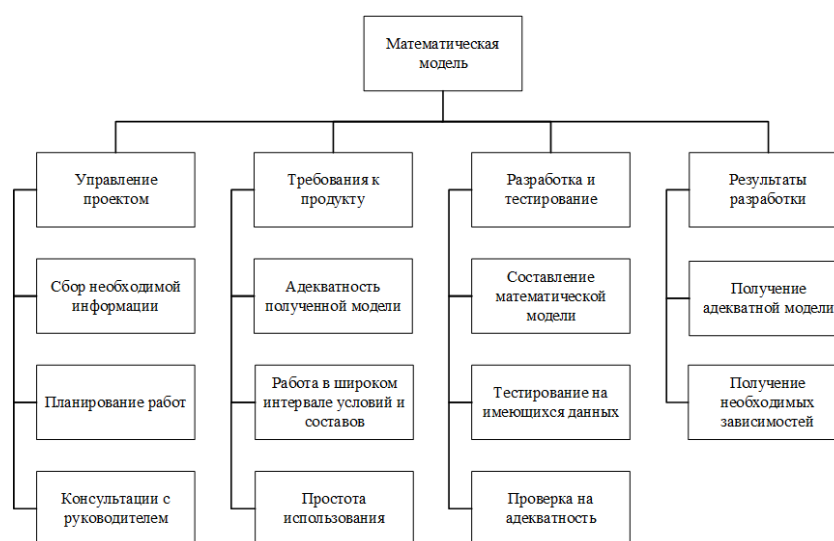 Математическая
модель
Управление
проектом
Требования к
продукту
Разработка и
тестирование
Результаты
разработки
Сбор необходимой
информации
Адекватность
полученной модели
Составление
математической
модели
Получение
адекватной модели
Планирование работ
Работа в широком
интервале условий и
составов
Тестирование на
имеющихся данных
Получение
необходимых
зависимостей
Консультации с
руководителем
Простота
использования
Проверка на
адекватность